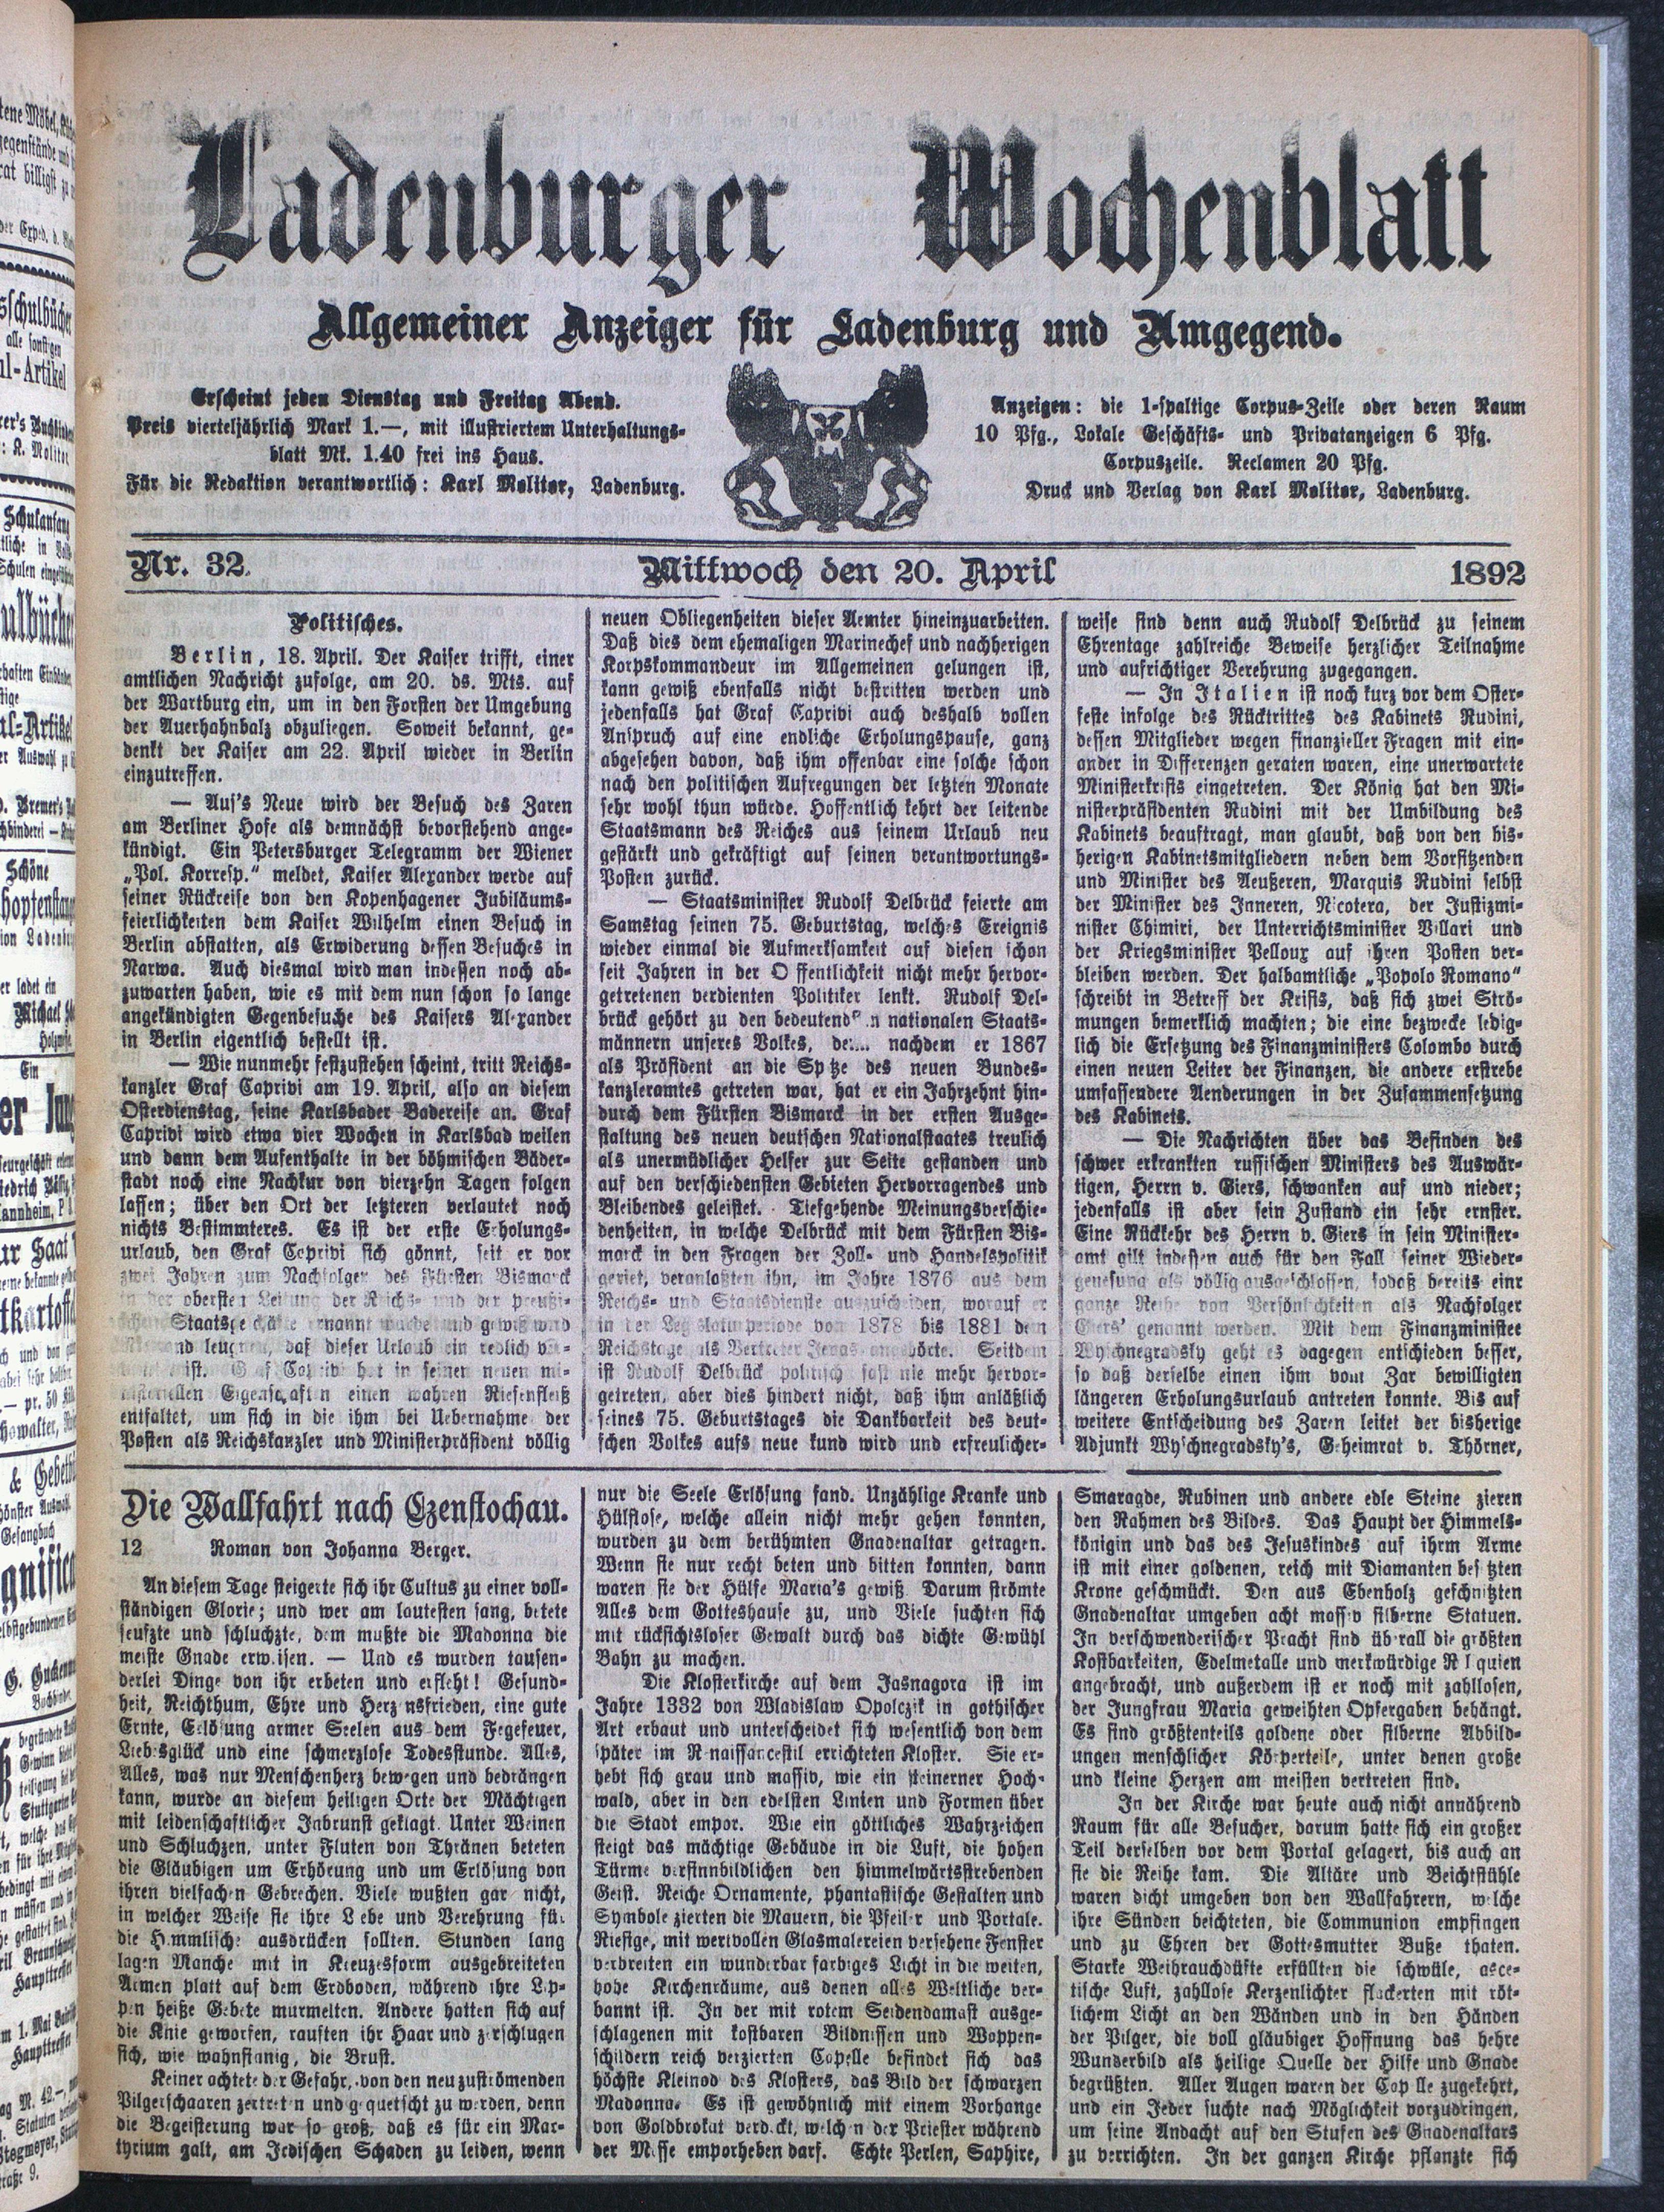 Ladenburger Wochenblatt
Allgemeiner Anzeiger für Ladenburg und Umgegend.
Erscheint jeden Dienstag und Freitag Abend.
Preis vierteljährlich Mark 1.—, mit illustriertem Unterhaltungs-
blatt Mk. 1.40 frei ins Haus.
Für die Redaktion verantwortlich: Karl Molitor, Ladenburg.
Anzeigen: die 1-spaltige Corpus-Zeile oder deren Raum
10 Pfg., Lokale Geschäfts- und Privatanzeigen 6 Pfg.
Corpuszeile. Reclamen 20 Pfg.
Druck und Verlag von Karl Molitor, Ladenburg.
Nr. 32. Mittwoch den 20. April 1892
Politisches.
Berlin, 18. April. Der Kaiser trifft, einer
amtlichen Nachricht zufolge, am 20. ds. Mts. auf
der Wartburg ein, um in den Forsten der Umgebung
der Auerhahnbalz obzuliegen. Soweit bekannt, ge-
denkt der Kaiser am 22. April wieder in Berlin
einzutreffen.
— Aus's Neue wird der Besuch des Zaren
am Berliner Hofe als demnächst bevorstehend ange-
kündigt. Ein Petersburger Telegramm der Wiener
„Pol. Korresp.“ meldet, Kaiser Alexander werde auf
seiner Rückreise von den Kopenhagener Jubiläums-
feierlichkeiten dem Kaiser Wilhelm einen Besuch in
Berlin abstatten, als Erwiderung dessen Besuches in
Narwa. Auch diesmal wird man indessen noch ab-
zuwarten haben, wie es mit dem nun schon so lange
angekündigten Gegenbesuche des Kaisers Alexander
in Berlin eigentlich bestellt ist.
— Wie nunmehr festzustehen scheint, tritt Reichs-
kanzler Graf Caprivi am 19. April, also an diesem
Osterdienstag, seine Karlsbader Badereise an. Graf
Caprivi wird etwa vier Wochen in Karlsbad weilen
und dann dem Aufenthalte in der böhmischen Bäder-
stadt noch eine Nachkur von vierzehn Tagen folgen
lassen; über den Ort der letzteren verlautet noch
nichts Bestimmteres. Es ist der erste Erholungs-
urlaub, den Graf Caprivi sich gönnt, seit er vor
zwei Jahren zum Nachfolger des Fürsten Bismarck
in der obersten Leitung der Reichs- und der preußi-
schen Staatsgeschäfte ernannt wurde und gewiß wird
Niemand leugnen, daß dieser Urlaub ein redlich ver-
dienter ist. Graf Caprivi hat in seinen neuen mi-
nisteriellen Eigenschaften einen wahren Riesenfleiß
entfaltet, um sich in die ihm bei Uebernahme der
Posten als Reichskanzler und Ministerpräsident völlig
neuen Obliegenheiten dieser Aemter hineinzuarbeiten.
Daß dies dem ehemaligen Marinechef und nachherigen
Korpskommandeur im Allgemeinen gelungen ist,
kann gewiß ebenfalls nicht bestritten werden und
jedenfalls hat Graf Caprivi auch deshalb vollen
Anspruch auf eine endliche Erholungspause, ganz
abgesehen davon, daß ihm offenbar eine solche schon
nach den politischen Aufregungen der letzten Monate
sehr wohl thun würde. Hoffentlich kehrt der leitende
Staatsmann des Reiches aus seinem Urlaub neu
gestärkt und gekräftigt auf seinen verantwortungs-
Posten zurück.
— Staatsminister Rudolf Delbrück feierte am
Samstag seinen 75. Geburtstag, welches Ereignis
wieder einmal die Aufmerksamkeit auf diesen schon
seit Jahren in der Oeffentlichkeit nicht mehr hervor-
getretenen verdienten Politiker lenkt. Rudolf Del-
brück gehört zu den bedeutenden nationalen Staats-
männern unseres Volkes, denn nachdem er 1867
als Präsident an die Spitze des neuen Bundes-
kanzleramtes getreten war, hat er ein Jahrzehnt hin-
durch dem Fürsten Bismarck in der ersten Ausge-
staltung des neuen deutschen Nationalstaates treulich
als unermüdlicher Helfer zur Seite gestanden und
auf den verschiedensten Gebieten Hervorragendes und
Bleibendes geleistet. Tiefgehende Meinungsverschie-
denheiten, in welche Delbrück mit dem Fürsten Bis-
marck in den Fragen der Zoll- und Handelspolitik
geriet, veranlaßten ihn, im Jahre 1876 aus dem
Reichs- und Staatsdienste auszuscheiden, worauf er
in der Legislaturperiode von 1878 bis 1881 dem
Reichstage als Vertreter Jenas angehörte. Seitdem
ist Rudolf Delbrück politisch fast nie mehr hervor-
getreten, aber dies hindert nicht, daß ihm anläßlich
seines 75. Geburtstages die Dankbarkeit des deut-
schen Volkes aufs neue kund wird und erfreulicher-
weise sind denn auch Rudolf Delbrück zu seinem
Ehrentage zahlreiche Beweise herzlicher Teilnahme
und aufrichtiger Verehrung zugegangen.
— In Italien ist noch kurz vor dem Oster-
feste infolge des Rücktrittes des Kabinets Rudini,
dessen Mitglieder wegen finanzieller Fragen mit ein-
ander in Differenzen geraten waren, eine unerwartete
Ministerkrisis eingetreten. Der König hat den Mi-
nisterpräsidenten Rudini mit der Umbildung des
Kabinets beauftragt, man glaubt, daß von den bis-
herigen Kabinetsmitgliedern neben dem Vorsitzenden
und Minister des Aeußeren, Marquis Rudini selbst
der Minister des Inneren, Nicotera, der Justizmi-
nister Chimiri, der Unterrichtsminister Villari und
der Kriegsminister Pelloux auf ihren Posten ver-
bleiben werden. Der halbamtliche „Popolo Romano“
schreibt in Betreff der Krisis, daß sich zwei Strö-
mungen bemerklich machten; die eine bezwecke ledig-
lich die Ersetzung des Finanzministers Colombo durch
einen neuen Leiter der Finanzen, die andere erstrebe
umfassendere Aenderungen in der Zusammensetzung
des Kabinets.
— Die Nachrichten über das Befinden des
schwer erkrankten russischen Ministers des Auswär-
tigen, Herrn v. Giers, schwanken auf und nieder;
jedenfalls ist aber sein Zustand ein sehr ernster.
Eine Rückkehr des Herrn v. Giers in sein Minister-
amt gilt indessen auch für den Fall seiner Wieder-
genesung als völlig ausgeschlossen, sodaß bereits einr
ganze Reihe von Persönlichkeiten als Nachfolger
Giers' genannt werden. Mit dem Finanzministee
Wyschnegradsky geht es dagegen entschieden besser,
so daß derselbe einen ihm vom Zar bewilligten
längeren Erholungsurlaub antreten konnte. Bis auf
weitere Entscheidung des Zaren leitet der bisherige
Adjunkt Wyschnegradsky's, Geheimrat v. Thörner,
Die Wallfahrt nach Czenstochau.
12 Roman von Johanna Berger.
An diesem Tage steigerte sich ihr Cultus zu einer voll-
ständigen Glorie; und wer am lautesten sang, betete
seufzte und schluchzte, dem mußte die Madonna die
meiste Gnade erweisen. — Und es wurden tausen-
derlei Dinge von ihr erbeten und erfleht! Gesund-
heit, Reichthum, Ehre und Herzensfrieden, eine gute
Ernte, Erlösung armer Seelen aus dem Fegefeuer,
Liebesglück und eine schmerzlose Todesstunde. Alles,
Alles, was nur Menschenherz bewegen und bedrängen
kann, wurde an diesem heiligen Orte der Mächtigen
mit leidenschaftlicher Inbrunst geklagt. Unter Weinen
und Schluchzen, unter Fluten von Thränen beteten
die Gläubigen um Erhörung und um Erlösung von
ihren vielfachen Gebrechen. Viele wußten gar nicht,
in welcher Weise sie ihre Liebe und Verehrung für
die Himmlische ausdrücken sollten. Stunden lang
lagen Manche mit in Kreuzesform ausgebreiteten
Armen platt auf dem Erdboden, während ihre Lip-
pen heiße Gebete murmelten. Andere hatten sich auf
die Knie geworfen, rauften ihr Haar und zerschlugen
sich, wie wahnsinnig, die Brust.
Keiner achtete der Gefahr, von den neu zuströmenden
Pilgerschaaren zertreten und gequetscht zu werden, denn
die Begeisterung war so groß, daß es für ein Mar-
tyrium galt, am Irdischen Schaden zu leiden, wenn
nur die Seele Erlösung fand. Unzählige Kranke und
Hülflose, welche allein nicht mehr gehen konnten,
wurden zu dem berühmten Gnadenaltar getragen.
Wenn sie nur recht beten und bitten konnten, dann
waren sie der Hülfe Maria's gewiß. Darum strömte
Alles dem Gotteshause zu, und Viele suchten sich
mit rücksichtsloser Gewalt durch das dichte Gewühl
Bahn zu machen.
Die Klosterkirche auf dem Jasnagora ist im
Jahre 1332 von Wladislaw Opolczik in gothischer
Art erbaut und unterscheidet sich wesentlich von dem
später im Renaissancestil errichteten Kloster. Sie er-
hebt sich grau und massiv, wie ein steinerner Hoch-
wald, aber in den edelsten Linien und Formen über
die Stadt empor. Wie ein göttliches Wahrzeichen
steigt das mächtige Gebäude in die Luft, die hohen
Türme versinnbildlichen den himmelwärtsstrebenden
Geist. Reiche Ornamente, phantastische Gestalten und
Symbole zierten die Mauern, die Pfeiler und Portale.
Riesige, mit wertvollen Glasmalereien versehene Fenster
verbreiten ein wunderbar farbiges Licht in die weiten,
hohe Kirchenräume, aus denen alles Weltliche ver-
bannt ist. In der mit rotem Seidendamast ausge-
schlagenen mit kostbaren Bildnissen und Woppen-
schildern reich verzierten Capelle befindet sich das
höchste Kleinod des Klosters, das Bild der schwarzen
Madonna. Es ist gewöhnlich mit einem Vorhange
von Goldbrokat verdeckt, welchen der Priester während
der Messe emporheben darf. Echte Perlen, Saphire,
Smaragde, Rubinen und andere edle Steine zieren
den Rahmen des Bildes. Das Haupt der Himmels-
königin und das des Jesuskindes auf ihrm Arme
ist mit einer goldenen, reich mit Diamanten besetzten
Krone geschmückt. Den aus Ebenholz geschnitzten
Gnadenaltar umgeben acht massiv silberne Statuen.
In verschwenderischer Pracht sind überall die größten
Kostbarkeiten, Edelmetalle und merkwürdige Reliquien
angebracht, und außerdem ist er noch mit zahllosen,
der Jungfrau Maria geweihten Opfergaben behängt.
Es sind größtenteils goldene oder silberne Abbild-
ungen menschlicher Körperteile, unter denen große
und kleine Herzen am meisten vertreten sind.
In der Kirche war heute auch nicht annährend
Raum für alle Besucher, darum hatte sich ein großer
Teil derselben vor dem Portal gelagert, bis auch an
sie die Reihe kam. Die Altäre und Beichtstühle
waren dicht umgeben von den Wallfahrern, welche
ihre Sünden beichteten, die Communion empfingen
und zu Ehren der Gottesmutter Buße thaten.
Starke Weihrauchdüfte erfüllten die schwüle, asce-
tische Luft, zahllose Kerzenlichter flackerten mit röt-
lichem Licht an den Wänden und in den Händen
der Pilger, die voll gläubiger Hoffnung das hehre
Wunderbild als heilige Quelle der Hilfe und Gnade
begrüßten. Aller Augen waren der Capelle zugekehrt,
und ein Jeder suchte nach Möglichkeit vorzudringen,
um seine Andacht auf den Stufen des Gnadenaltars
zu verrichten. In der ganzen Kirche pflanzte sich